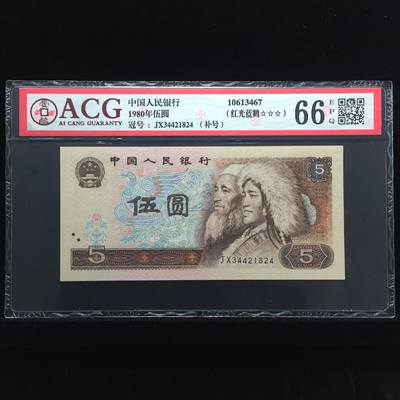 ACG
AI CANG GUARANTY
中国人民银行
1980年伍圆
冠号：JX34421824（补号）
10613467
（红光蓝鹤☆☆☆）
66
EPQ
中国人民银行
伍圆
5
5
5
JX34421824